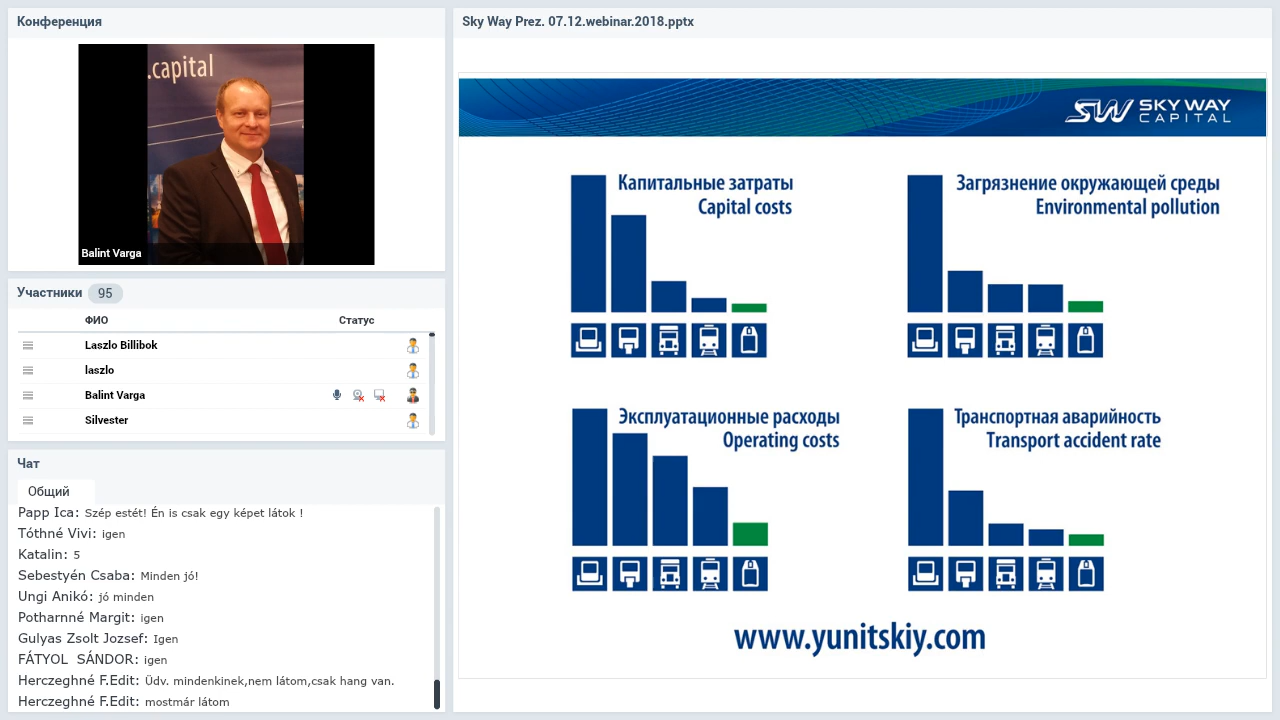 Конференция
.capital
Balint Varga
Участники 95
ФИО Статус
Laszlo Billibok
laszlo
Balint Varga
Silvester
Чат
Общий
Papp Ica: Szép estét! Én is csak egy képet látok !
Tóthné Vivi: igen
Katalin: 5
Sebestyén Csaba: Minden jó!
Ungi Anikó: jó minden
Potharnné Margit: igen
Gulyas Zsolt Jozsef: Igen
FÁTYOL SÁNDOR: igen
Herczeghné F.Edit: Üdv. mindenkinek,nem látom,csak hang van.
Herczeghné F.Edit: mostmár látom
Sky Way Prez. 07.12.webinar.2018.pptx
SW SKY WAY
CAPITAL
Капитальные затраты
Capital costs
Загрязнение окружающей среды
Environmental pollution
Эксплуатационные расходы
Operating costs
Транспортная аварийность
Transport accident rate
www.yunitskiy.com